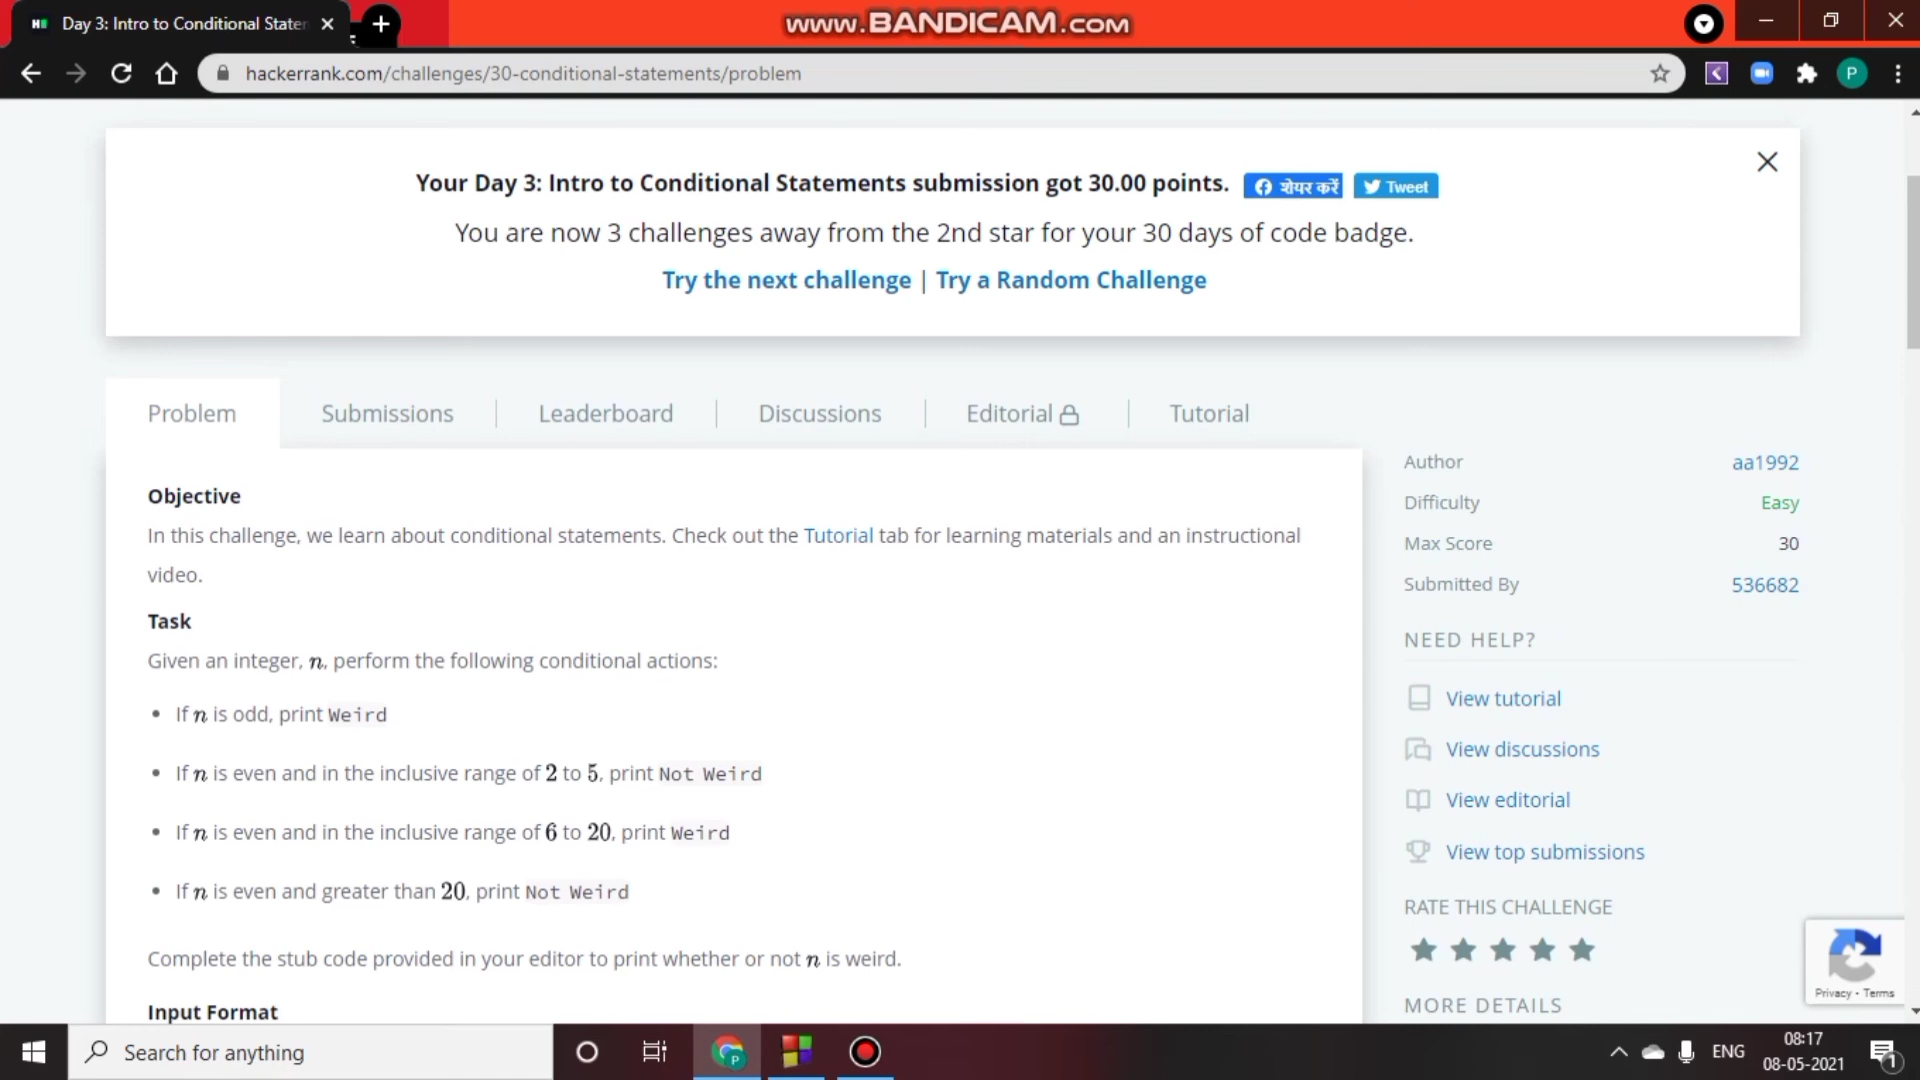 Day 3: Intro to Conditional Stater
www.BANDICAM.com
hackerrank.com/challenges/30-conditional-statements/problem
P
Your Day 3: Intro to Conditional Statements submission got 30.00 points. शेयर करें Tweet
You are now 3 challenges away from the 2nd star for your 30 days of code badge.
Try the next challenge | Try a Random Challenge
Problem Submissions Leaderboard Discussions Editorial Tutorial
Objective
In this challenge, we learn about conditional statements. Check out the Tutorial tab for learning materials and an instructional
video.
Task
Given an integer, n, perform the following conditional actions:
• If n is odd, print Weird
• If n is even and in the inclusive range of 2 to 5, print Not Weird
• If n is even and in the inclusive range of 6 to 20, print Weird
• If n is even and greater than 20, print Not Weird
Complete the stub code provided in your editor to print whether or not n is weird.
Input Format
Author aa1992
Difficulty Easy
Max Score 30
Submitted By 536682
NEED HELP?
View tutorial
View discussions
View editorial
View top submissions
RATE THIS CHALLENGE
MORE DETAILS
Privacy - Terms
Search for anything
P
ENG
08:17
08-05-2021
1